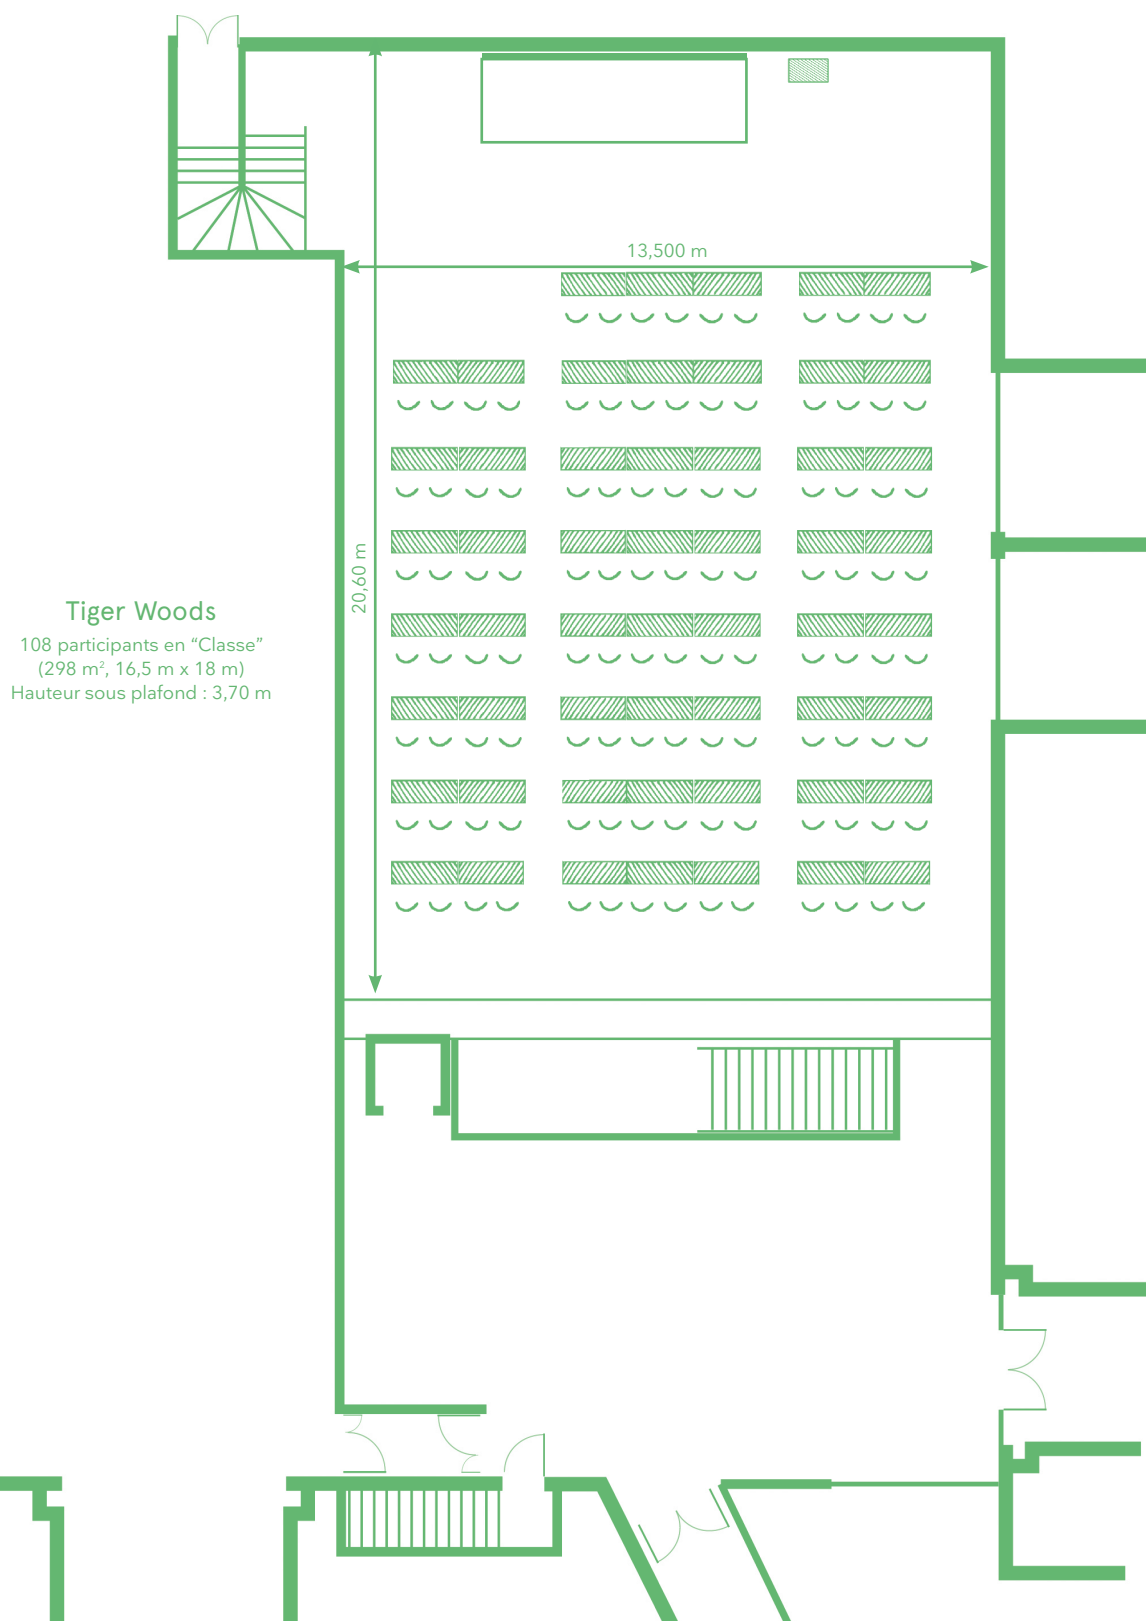 13,500 m
20,60 m
Tiger Woods
108 participants en “Classe”
(298 m², 16,5 m x 18 m)
Hauteur sous plafond : 3,70 m